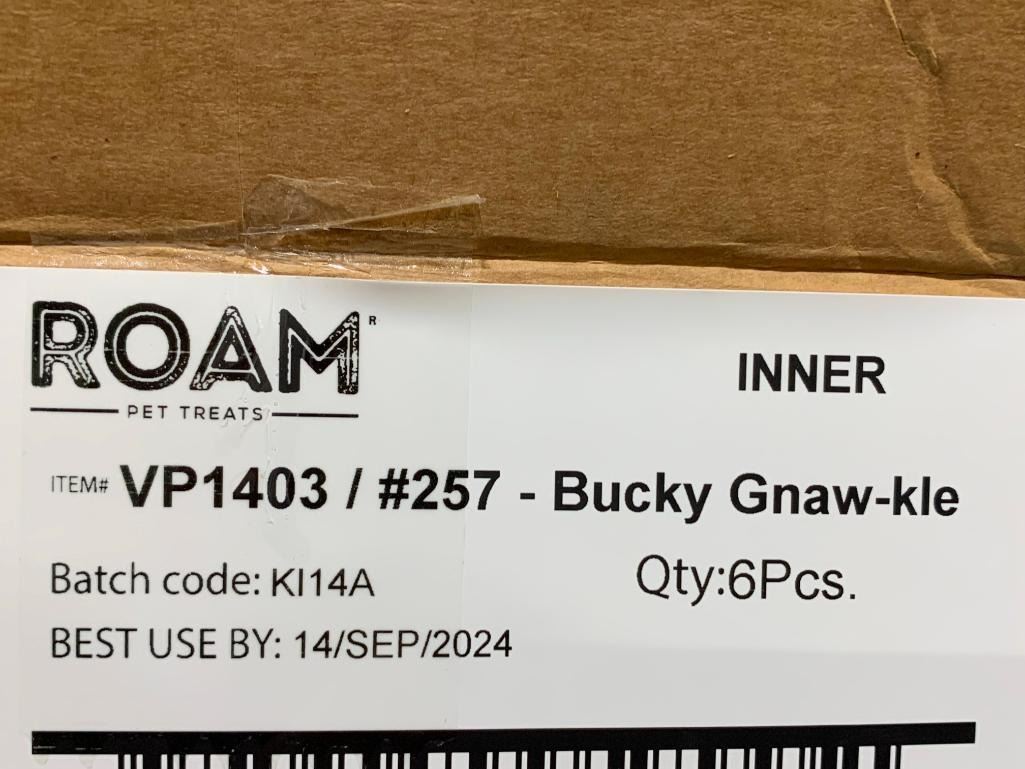 ROAM®
PET TREATS
INNER
ITEM# VP1403 / #257 - Bucky Gnaw-kle
Batch code: KI14A
Qty:6Pcs.
BEST USE BY: 14/SEP/2024